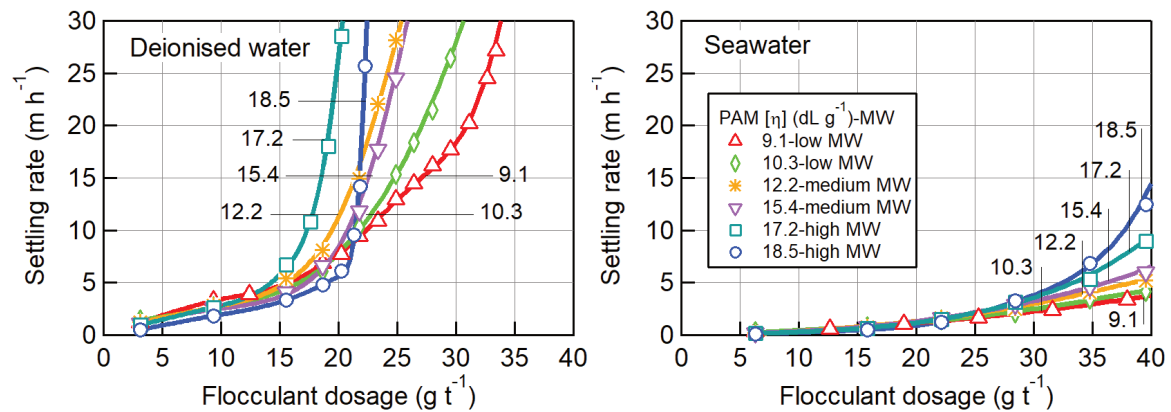 30
25
20
15
10
5
0
Settling rate (m h⁻¹)
Deionised water
18.5
17.2
15.4
12.2
9.1
10.3
0 5 10 15 20 25 30 35 40
Flocculant dosage (g t⁻¹)
30
25
20
15
10
5
0
Settling rate (m h⁻¹)
Seawater
PAM [η] (dL g⁻¹)-MW
9.1-low MW
10.3-low MW
12.2-medium MW
15.4-medium MW
17.2-high MW
18.5-high MW
18.5
17.2
15.4
12.2
10.3
9.1
0 5 10 15 20 25 30 35 40
Flocculant dosage (g t⁻¹)